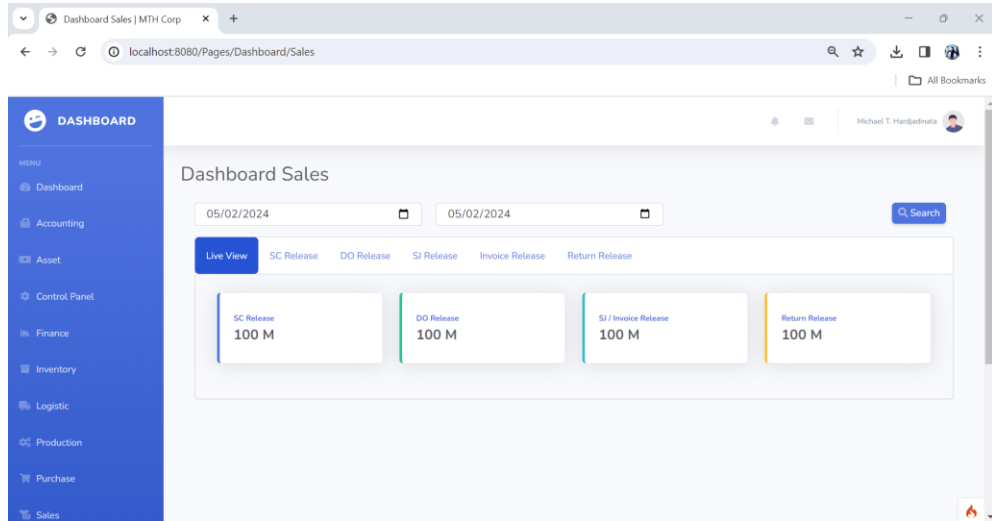 Dashboard Sales | MTH Corp
localhost:8080/Pages/Dashboard/Sales
All Bookmarks
DASHBOARD
Michael T. Hardjadinata
MENU
Dashboard
Accounting
Asset
Control Panel
Finance
Inventory
Logistic
Production
Purchase
Sales
Dashboard Sales
05/02/2024 05/02/2024 Search
Live View SC Release DO Release SJ Release Invoice Release Return Release
SC Release DO Release SJ / Invoice Release Return Release
100 M 100 M 100 M 100 M